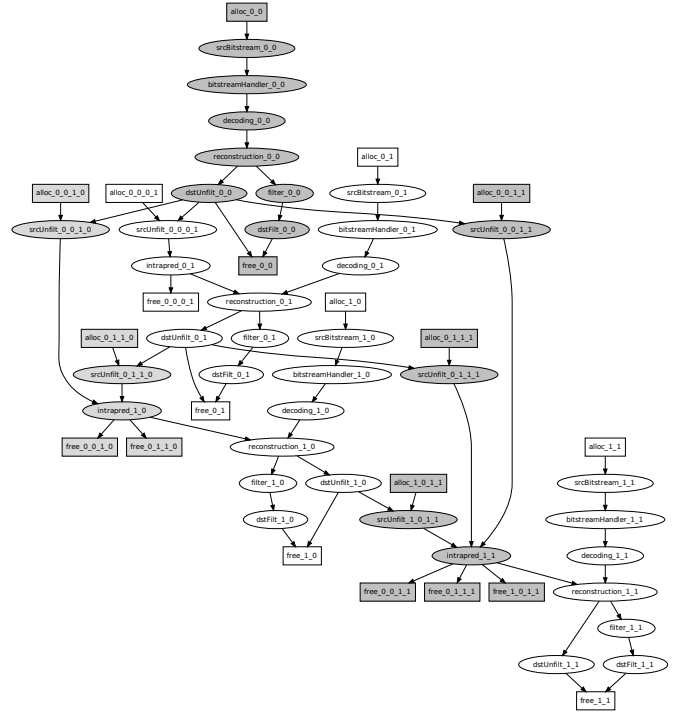 alloc_0_0
srcBitstream_0_0
bitstreamHandler_0_0
decoding_0_0
reconstruction_0_0
alloc_0_1
alloc_0_0_1_0
alloc_0_0_0_1
dstUnfilt_0_0
filter_0_0
srcBitstream_0_1
alloc_0_0_1_1
srcUnfilt_0_0_1_0
srcUnfilt_0_0_0_1
dstFilt_0_0
bitstreamHandler_0_1
srcUnfilt_0_0_1_1
intrapred_0_1
free_0_0
decoding_0_1
free_0_0_0_1
reconstruction_0_1
alloc_1_0
alloc_0_1_1_0
dstUnfilt_0_1
filter_0_1
srcBitstream_1_0
alloc_0_1_1_1
srcUnfilt_0_1_1_0
dstFilt_0_1
bitstreamHandler_1_0
srcUnfilt_0_1_1_1
intrapred_1_0
free_0_1
decoding_1_0
free_0_0_1_0
free_0_1_1_0
reconstruction_1_0
alloc_1_1
filter_1_0
dstUnfilt_1_0
alloc_1_0_1_1
srcBitstream_1_1
dstFilt_1_0
srcUnfilt_1_0_1_1
bitstreamHandler_1_1
free_1_0
intrapred_1_1
decoding_1_1
free_0_0_1_1
free_0_1_1_1
free_1_0_1_1
reconstruction_1_1
filter_1_1
dstUnfilt_1_1
dstFilt_1_1
free_1_1